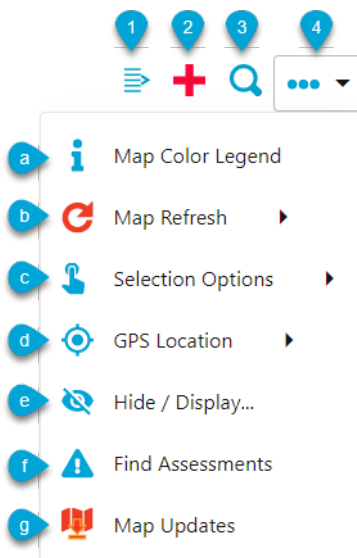 1 2 3 4
a Map Color Legend
b Map Refresh
c Selection Options
d GPS Location
e Hide / Display...
f Find Assessments
g Map Updates